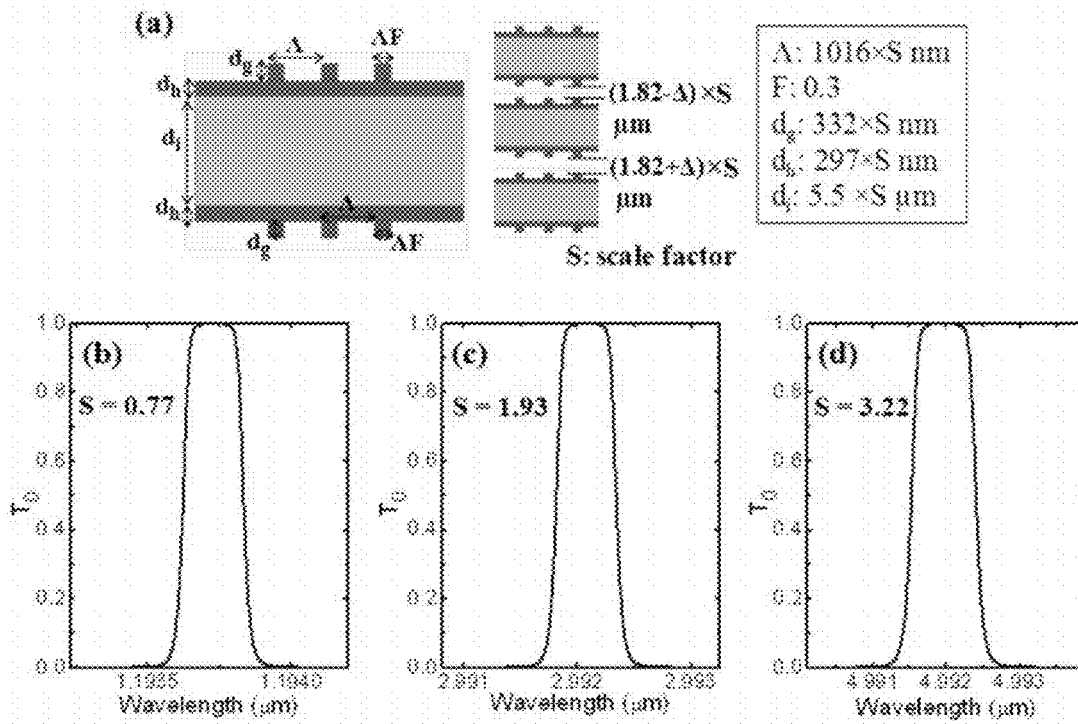 (a)
Λ
ΛF
d_g
d_h
d_f
d_h
d_g
Λ
ΛF
(1.82-Δ)×S
μm
(1.82+Δ)×S
μm
S: scale factor
Λ: 1016×S nm
F: 0.3
d_g: 332×S nm
d_h: 297×S nm
d_f: 5.5 ×S μm
(b)
S = 0.77
T_0
1.0
0.8
0.6
0.4
0.2
0.0
1.1935
1.1940
Wavelength (μm)
(c)
S = 1.93
T_0
1.0
0.8
0.6
0.4
0.2
0.0
2.991
2.992
2.993
Wavelength (μm)
(d)
S = 3.22
T_0
1.0
0.8
0.6
0.4
0.2
0.0
4.991
4.992
4.993
Wavelength (μm)